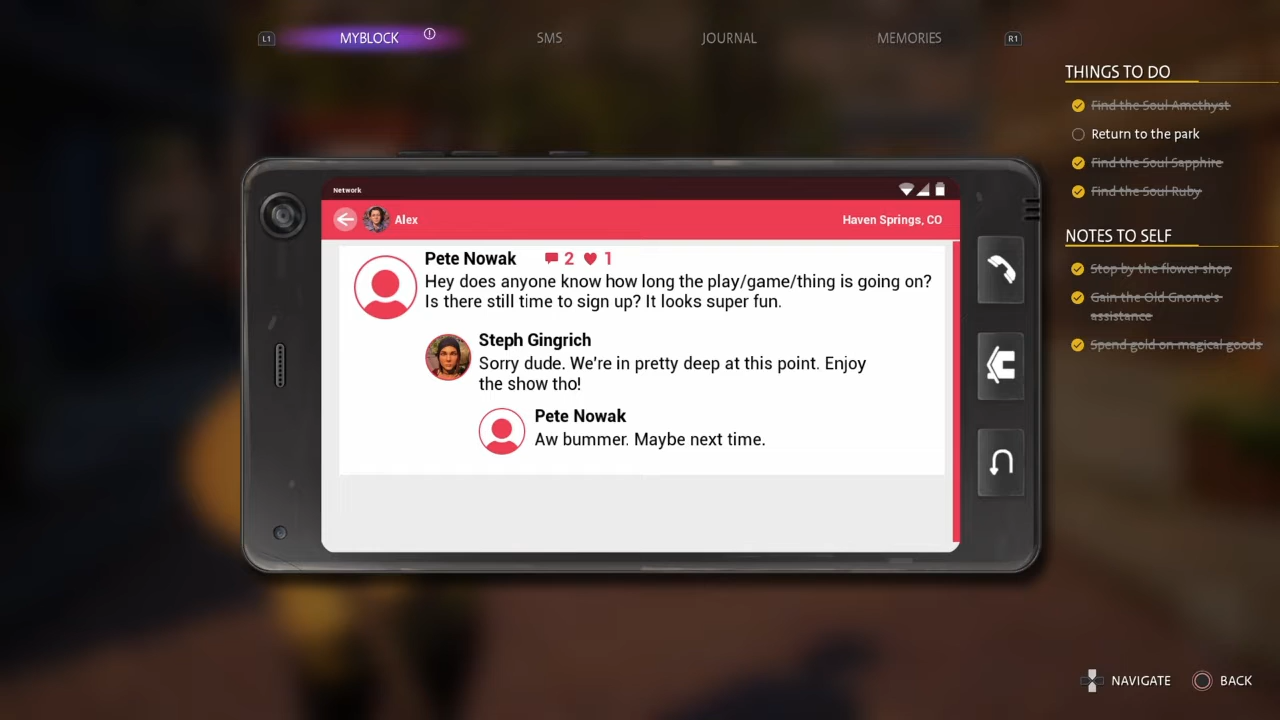 L1
MYBLOCK
SMS
JOURNAL
MEMORIES
R1
THINGS TO DO
Find the Soul Amethyst
Return to the park
Find the Soul Sapphire
Find the Soul Ruby
NOTES TO SELF
Stop by the flower shop
Gain the Old Gnome's
assistance
Spend gold on magical goods
Network
Alex
Haven Springs, CO
Pete Nowak 2 1
Hey does anyone know how long the play/game/thing is going on?
Is there still time to sign up? It looks super fun.
Steph Gingrich
Sorry dude. We're in pretty deep at this point. Enjoy
the show tho!
Pete Nowak
Aw bummer. Maybe next time.
NAVIGATE
BACK